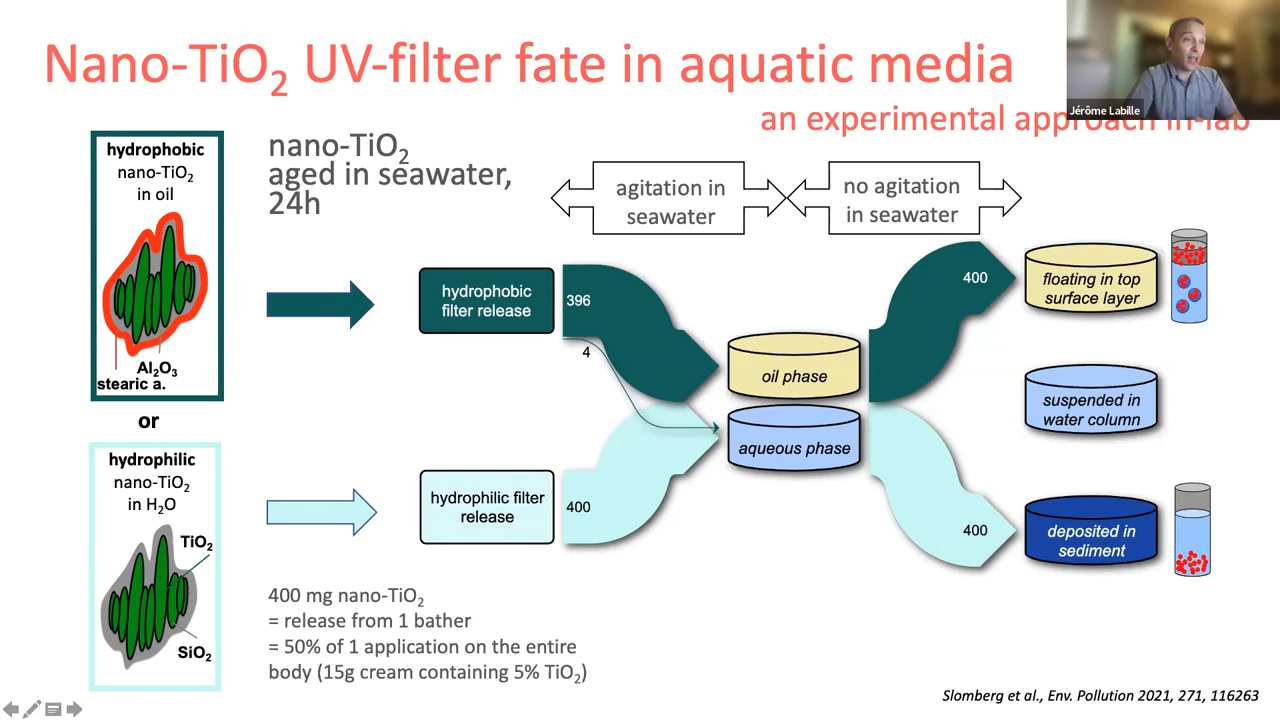 Nano-TiO2 UV-filter fate in aquatic media
Jérôme Labille
an experimental approach in-lab
hydrophobic
nano-TiO2
in oil
Al2O3
stearic a.
or
hydrophilic
nano-TiO2
in H2O
TiO2
SiO2
nano-TiO2
aged in seawater,
24h
agitation in
seawater
no agitation
in seawater
hydrophobic
filter release
396
4
hydrophilic filter
release
400
oil phase
aqueous phase
400
floating in top
surface layer
suspended in
water column
400
deposited in
sediment
400 mg nano-TiO2
= release from 1 bather
= 50% of 1 application on the entire
body (15g cream containing 5% TiO2)
Slomberg et al., Env. Pollution 2021, 271, 116263